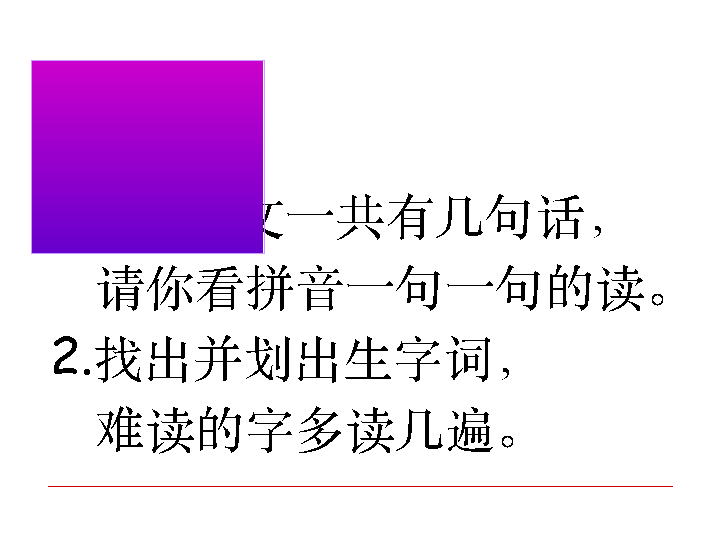 文一共有几句话，
请你看拼音一句一句的读。
2.找出并划出生字词，
难读的字多读几遍。